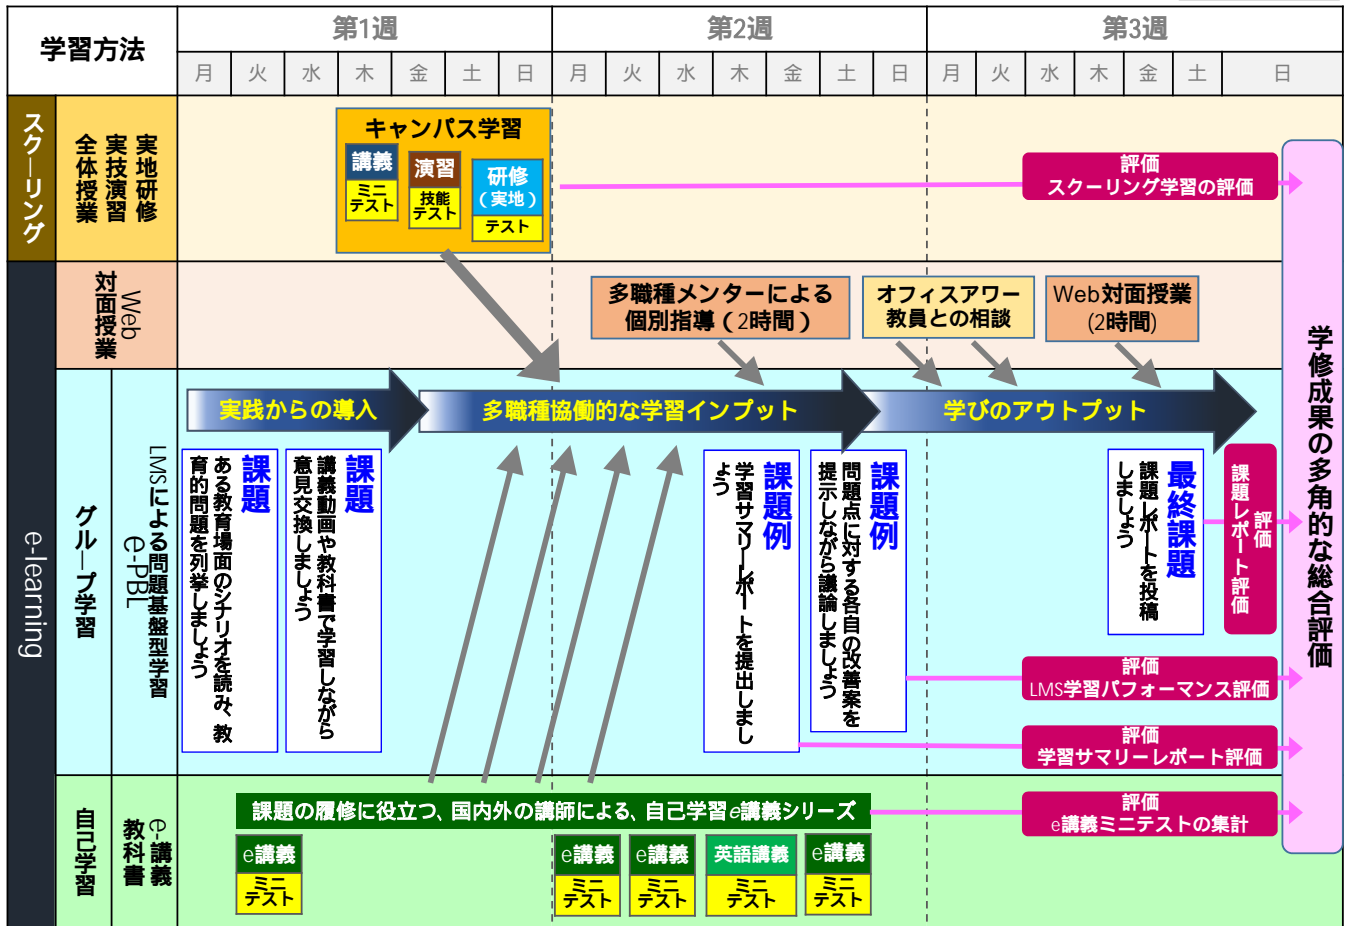 学習方法
第1週
第2週
第3週
月 火 水 木 金 土 日 月 火 水 木 金 土 日 月 火 水 木 金 土 日
スクーリング
実地研修
実技演習
全体授業
キャンパス学習
講義
ミニ
テスト
演習
技能
テスト
研修
(実地)
テスト
評価
スクーリング学習の評価
e-learning
Web
対面授業
多職種メンターによる
個別指導(2時間)
オフィスアワー
教員との相談
Web対面授業
(2時間)
グループ学習
LMSによる問題基盤型学習
e-PBL
実践からの導入
多職種協働的な学習インプット
学びのアウトプット
課題
ある教育場面のシナリオを読み、教
育的問題を列挙しましょう
課題
講義動画や教科書で学習しながら
意見交換しましょう
課題例
学習サマリーレポートを提出しまし
ょう
課題例
問題点に対する各自の改善案を
提示しながら議論しましょう
最終課題
課題レポートを投稿
しましょう
評価
課題レポート評価
評価
LMS学習パフォーマンス評価
評価
学習サマリーレポート評価
自己学習
e-講義
教科書
課題の履修に役立つ、国内外の講師による、自己学習e講義シリーズ
e講義
ミニ
テスト
e講義
ミニ
テスト
e講義
ミニ
テスト
英語講義
ミニ
テスト
e講義
ミニ
テスト
評価
e講義ミニテストの集計
学修成果の多角的な総合評価